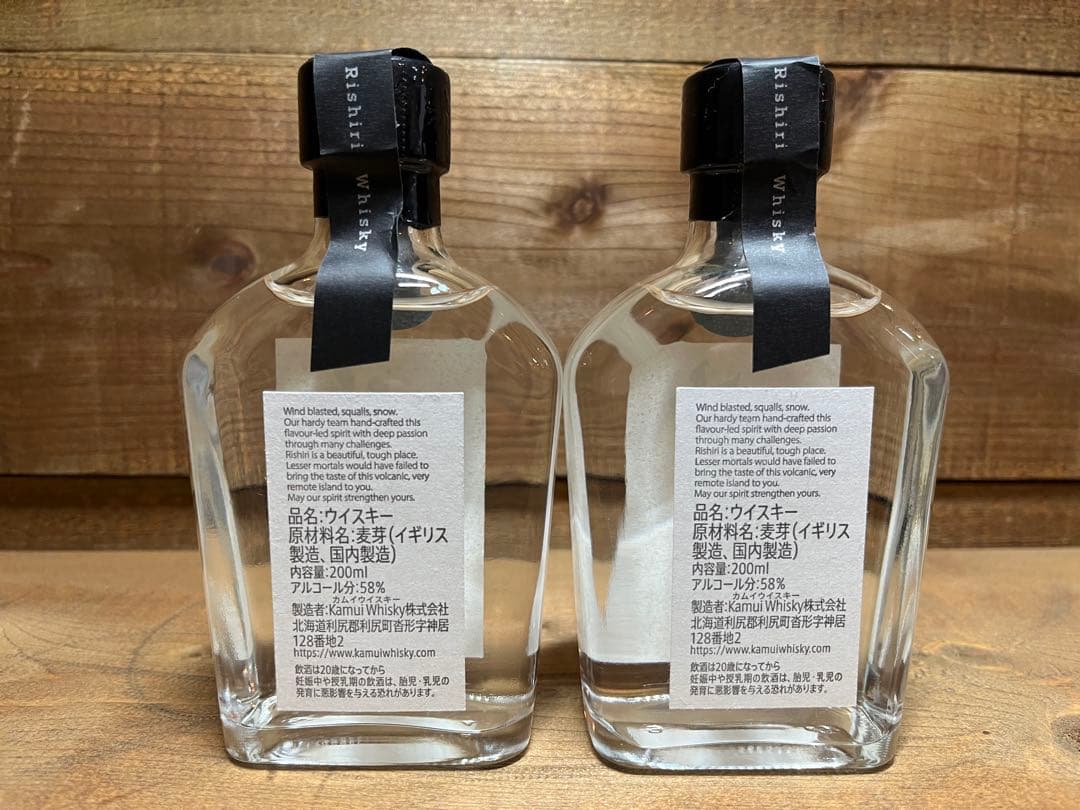 Rishiri Whisky
Wind blasted, squalls, snow.
Our hardy team hand-crafted this
flavour-led spirit with deep passion
through many challenges.
Rishiri is a beautiful, tough place.
Lesser mortals would have failed to
bring the taste of this volcanic, very
remote island to you.
May our spirit strengthen yours.
品名:ウイスキー
原材料名:麦芽(イギリス
製造、国内製造)
内容量:200ml
アルコール分:58%
カムイウイスキー
製造者:Kamui Whisky株式会社
北海道利尻郡利尻町沓形字神居
128番地2
https://www.kamuiwhisky.com
飲酒は20歳になってから
妊娠中や授乳期の飲酒は、胎児・乳児の
発育に悪影響を与える恐れがあります。
Rishiri Whisky
Wind blasted, squalls, snow.
Our hardy team hand-crafted this
flavour-led spirit with deep passion
through many challenges.
Rishiri is a beautiful, tough place.
Lesser mortals would have failed to
bring the taste of this volcanic, very
remote island to you.
May our spirit strengthen yours.
品名:ウイスキー
原材料名:麦芽(イギリス
製造、国内製造)
内容量:200ml
アルコール分:58%
カムイウイスキー
製造者:Kamui Whisky株式会社
北海道利尻郡利尻町沓形字神居
128番地2
https://www.kamuiwhisky.com
飲酒は20歳になってから
妊娠中や授乳期の飲酒は、胎児・乳児の
発育に悪影響を与える恐れがあります。